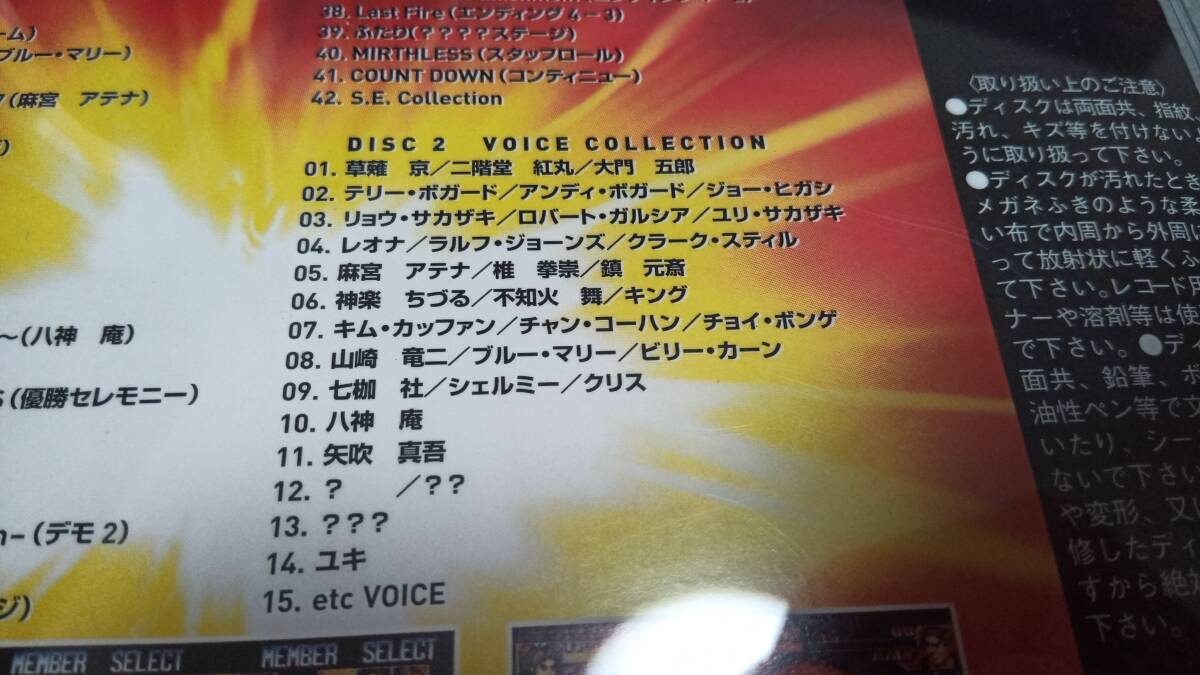 38. Last Fire(エンディング4-3)
39. ふたり(????ステージ)
40. MIRTHLESS(スタッフロール)
41. COUNT DOWN(コンティニュー)
42. S.E. Collection
ーム)
ブルー・マリー)
(麻宮 アテナ)
~(八神 庵)
(優勝セレモニー)
n-(デモ2)
ジ)
DISC 2 VOICE COLLECTION
01. 草薙 京/二階堂 紅丸/大門 五郎
02. テリー・ボガード/アンディ・ボガード/ジョー・ヒガシ
03. リョウ・サカザキ/ロバート・ガルシア/ユリ・サカザキ
04. レオナ/ラルフ・ジョーンズ/クラーク・スティル
05. 麻宮 アテナ/椎 拳崇/鎮 元斎
06. 神楽 ちづる/不知火 舞/キング
07. キム・カッファン/チャン・コーハン/チョイ・ボンゲ
08. 山崎 竜二/ブルー・マリー/ビリー・カーン
09. 七枷 社/シェルミー/クリス
10. 八神 庵
11. 矢吹 真吾
12. ? /??
13. ???
14. ユキ
15. etc VOICE
MEMBER SELECT
MEMBER SELECT
〈取り扱い上のご注意〉
●ディスクは両面共、指紋
汚れ、キズ等を付けない
うに取り扱って下さい。
●ディスクが汚れたとき
メガネふきのような柔
い布で内周から外周に
って放射状に軽くふ
て下さい。レコード用
ナーや溶剤等は使
で下さい。●ディ
面共、鉛筆、ボ
油性ペン等で文
いたり、シー
ないで下さい
や変形、又
修したディ
すから絶対
下さい。